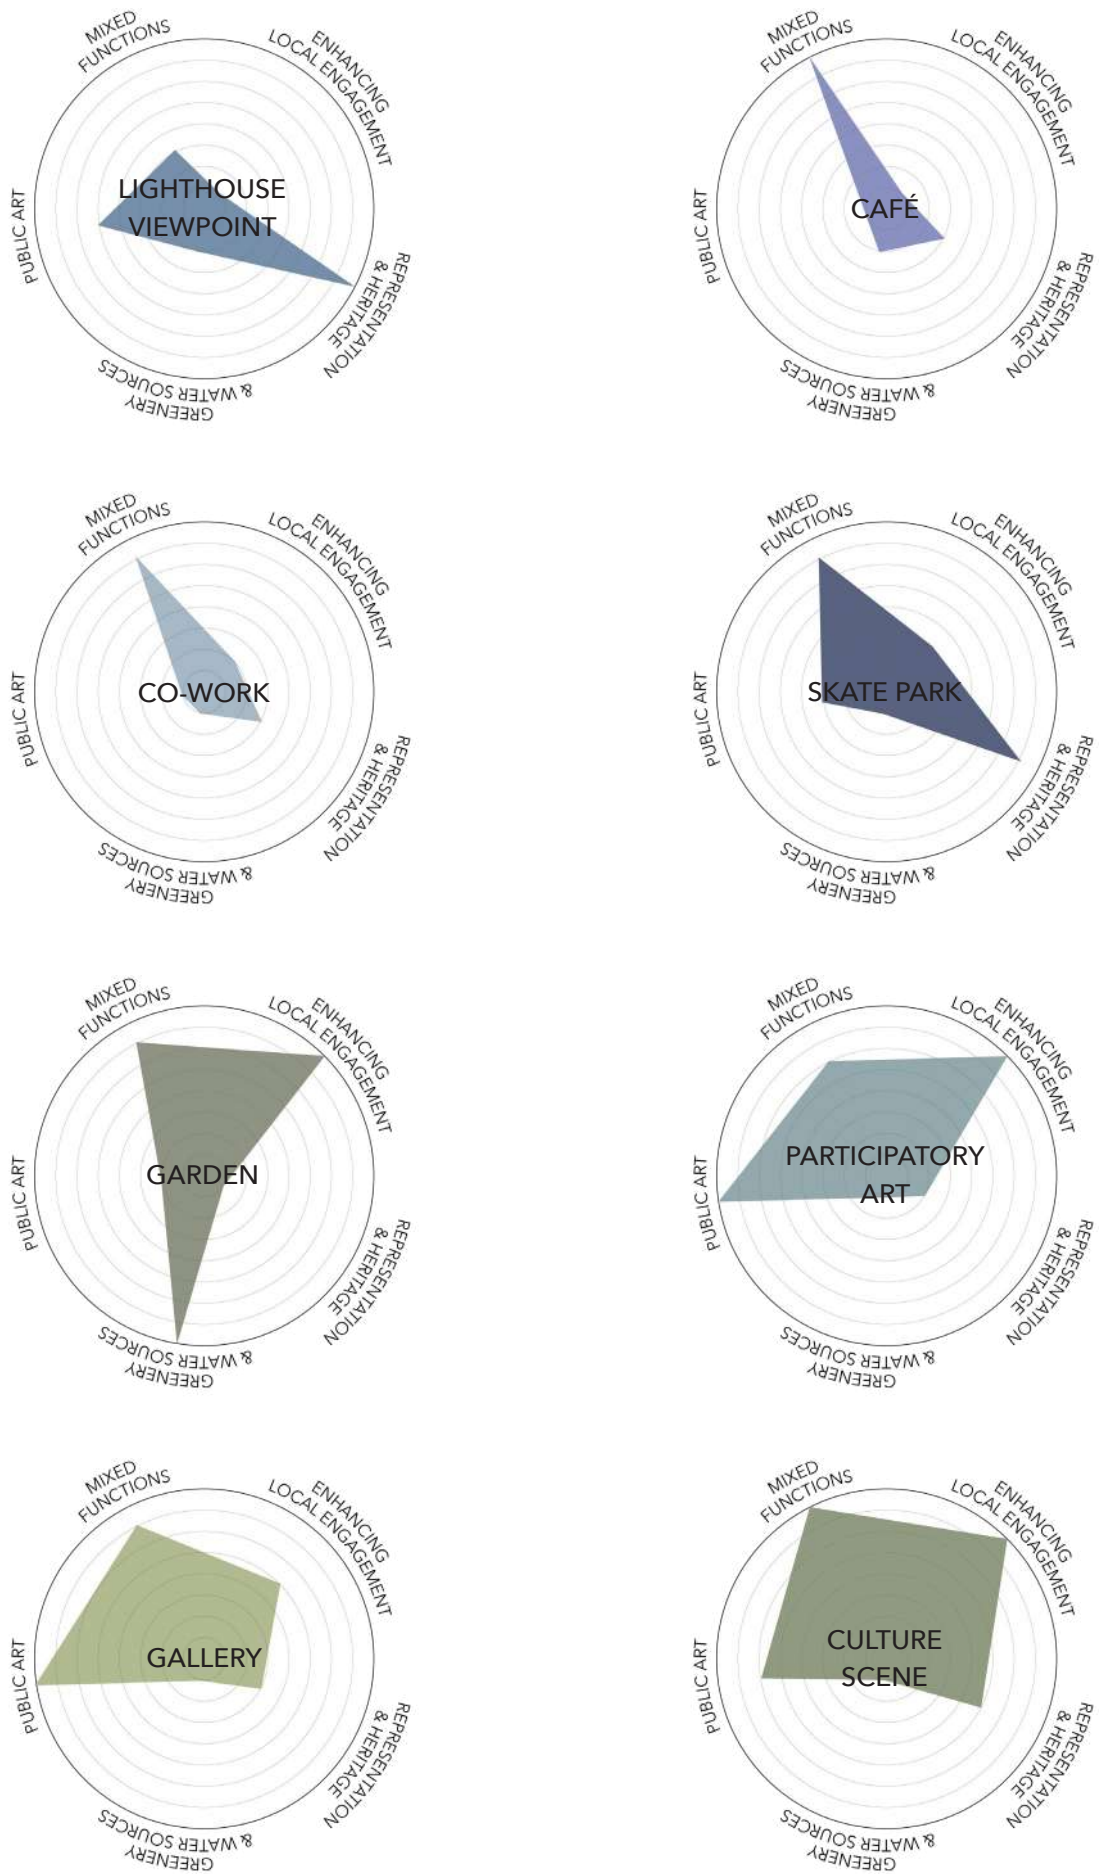 MIXED
FUNCTIONS
ENHANCING
LOCAL ENGAGEMENT
PUBLIC ART
LIGHTHOUSE
VIEWPOINT
REPRESENTATION
& HERITAGE
GREENERY
& WATER SOURCES
MIXED
FUNCTIONS
ENHANCING
LOCAL ENGAGEMENT
PUBLIC ART
CAFÉ
REPRESENTATION
& HERITAGE
GREENERY
& WATER SOURCES
MIXED
FUNCTIONS
ENHANCING
LOCAL ENGAGEMENT
PUBLIC ART
CO-WORK
REPRESENTATION
& HERITAGE
GREENERY
& WATER SOURCES
MIXED
FUNCTIONS
ENHANCING
LOCAL ENGAGEMENT
PUBLIC ART
SKATE PARK
REPRESENTATION
& HERITAGE
GREENERY
& WATER SOURCES
MIXED
FUNCTIONS
ENHANCING
LOCAL ENGAGEMENT
PUBLIC ART
GARDEN
REPRESENTATION
& HERITAGE
GREENERY
& WATER SOURCES
MIXED
FUNCTIONS
ENHANCING
LOCAL ENGAGEMENT
PUBLIC ART
PARTICIPATORY
ART
REPRESENTATION
& HERITAGE
GREENERY
& WATER SOURCES
MIXED
FUNCTIONS
ENHANCING
LOCAL ENGAGEMENT
PUBLIC ART
GALLERY
REPRESENTATION
& HERITAGE
GREENERY
& WATER SOURCES
MIXED
FUNCTIONS
ENHANCING
LOCAL ENGAGEMENT
PUBLIC ART
CULTURE
SCENE
REPRESENTATION
& HERITAGE
GREENERY
& WATER SOURCES